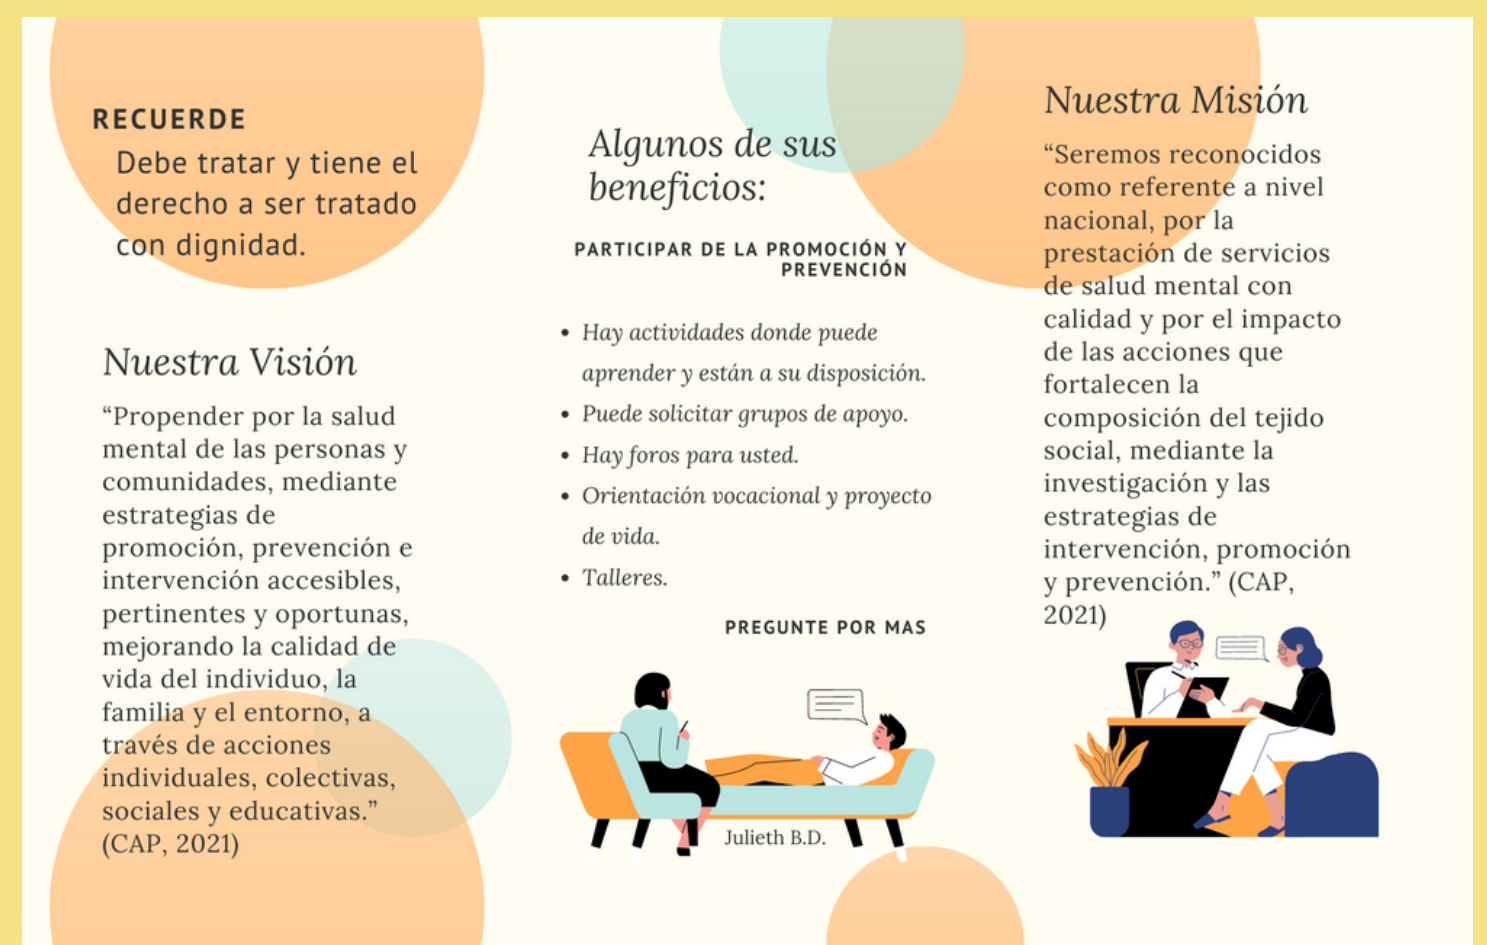 RECUERDE
Debe tratar y tiene el
derecho a ser tratado
con dignidad.
Nuestra Visión
“Propender por la salud
mental de las personas y
comunidades, mediante
estrategias de
promoción, prevención e
intervención accesibles,
pertinentes y oportunas,
mejorando la calidad de
vida del individuo, la
familia y el entorno, a
través de acciones
individuales, colectivas,
sociales y educativas.”
(CAP, 2021)
Algunos de sus
beneficios:
PARTICIPAR DE LA PROMOCIÓN Y
PREVENCIÓN
• Hay actividades donde puede
aprender y están a su disposición.
• Puede solicitar grupos de apoyo.
• Hay foros para usted.
• Orientación vocacional y proyecto
de vida.
• Talleres.
PREGUNTE POR MAS
Julieth B.D.
Nuestra Misión
“Seremos reconocidos
como referente a nivel
nacional, por la
prestación de servicios
de salud mental con
calidad y por el impacto
de las acciones que
fortalecen la
composición del tejido
social, mediante la
investigación y las
estrategias de
intervención, promoción
y prevención.” (CAP,
2021)